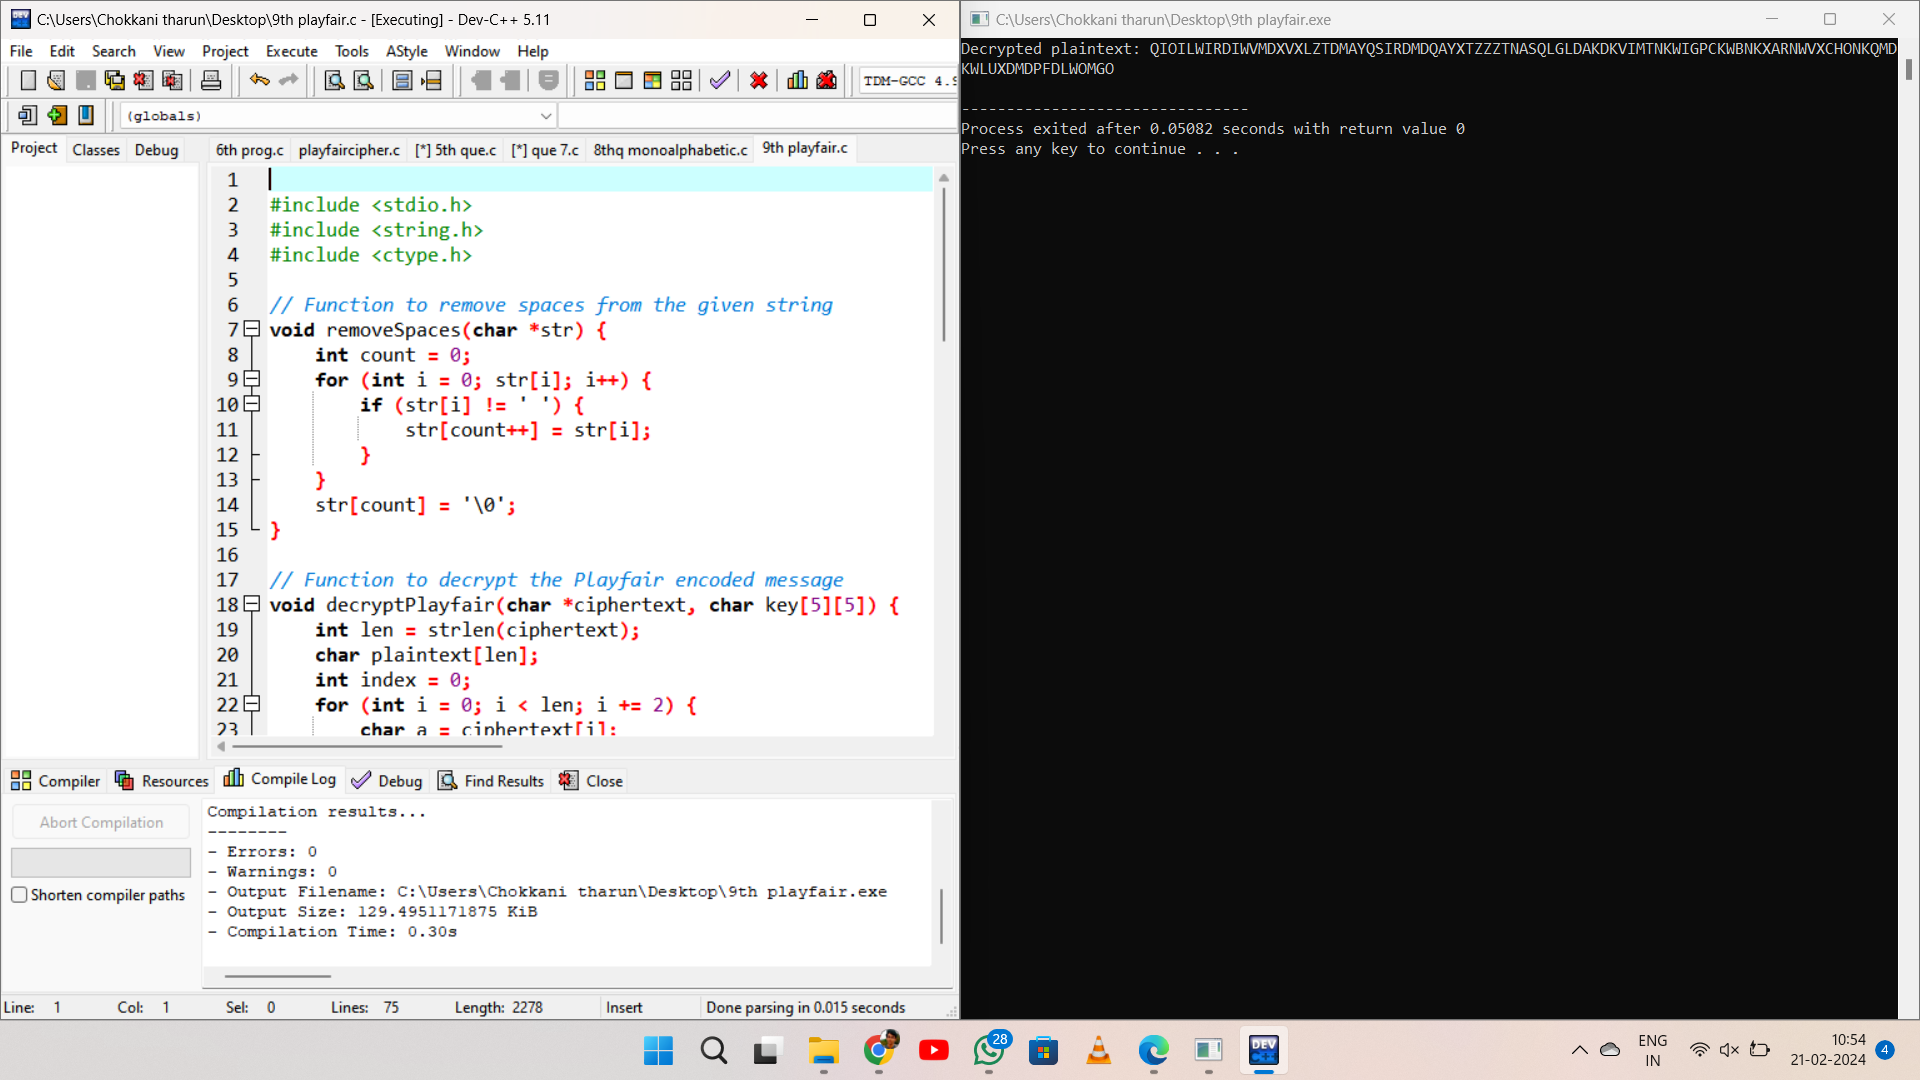 C:\Users\Chokkani tharun\Desktop\9th playfair.c - [Executing] - Dev-C++ 5.11
File Edit Search View Project Execute Tools AStyle Window Help
TDM-GCC 4.9
(globals)
Project Classes Debug
6th prog.c playfaircipher.c [*] 5th que.c [*] que 7.c 8thq monoalphabetic.c 9th playfair.c
1
2 #include <stdio.h>
3 #include <string.h>
4 #include <ctype.h>
5
6 // Function to remove spaces from the given string
7 void removeSpaces(char *str) {
8 int count = 0;
9 for (int i = 0; str[i]; i++) {
10 if (str[i] != ' ') {
11 str[count++] = str[i];
12 }
13 }
14 str[count] = '\0';
15 }
16
17 // Function to decrypt the Playfair encoded message
18 void decryptPlayfair(char *ciphertext, char key[5][5]) {
19 int len = strlen(ciphertext);
20 char plaintext[len];
21 int index = 0;
22 for (int i = 0; i < len; i += 2) {
23 char a = ciphertext[i];
Compiler Resources Compile Log Debug Find Results Close
Abort Compilation
Shorten compiler paths
Compilation results...
--------
- Errors: 0
- Warnings: 0
- Output Filename: C:\Users\Chokkani tharun\Desktop\9th playfair.exe
- Output Size: 129.4951171875 KiB
- Compilation Time: 0.30s
Line: 1 Col: 1 Sel: 0 Lines: 75 Length: 2278 Insert Done parsing in 0.015 seconds
C:\Users\Chokkani tharun\Desktop\9th playfair.exe
Decrypted plaintext: QIOILWIRDIWVMDXVXLZTDMAYQSIRDMDQAYXTZZZTNASQLGLDAKDKVIMTNKWIGPCKWBNKXARNWVXCHONKQMD
KWLUXDMDPFDLWOMGO
--------------------------------
Process exited after 0.05082 seconds with return value 0
Press any key to continue . . .
28
DEV
C++
ENG
IN
10:54
21-02-2024
4